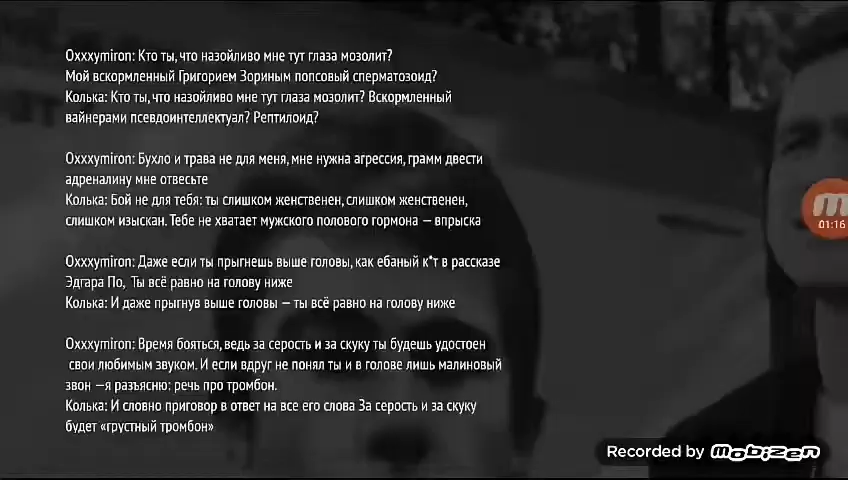 Oxxxymiron: Кто ты, что назойливо мне тут глаза мозолит?
Мой вскормленный Григорием Зориным попсовый сперматозоид?
Колька: Кто ты, что назойливо мне тут глаза мозолит? Вскормленный
вайнерами псевдоинтеллектуал? Рептилоид?
Oxxxymiron: Бухло и трава не для меня, мне нужна агрессия, грамм двести
адреналину мне отвесьте
Колька: Бой не для тебя: ты слишком женственен, слишком женственен,
слишком изыскан. Тебе не хватает мужского полового гормона — впрыска
Oxxxymiron: Даже если ты прыгнешь выше головы, как ебаный к*т в рассказе
Эдгара По, Ты всё равно на голову ниже
Колька: И даже прыгнув выше головы — ты всё равно на голову ниже
Oxxxymiron: Время бояться, ведь за серость и за скуку ты будешь удостоен
свои любимым звуком. И если вдруг не понял ты и в голове лишь малиновый
звон —я разъясню: речь про тромбон.
Колька: И словно приговор в ответ на все его слова За серость и за скуку
будет «грустный тромбон»
01:16
Recorded by mobizen